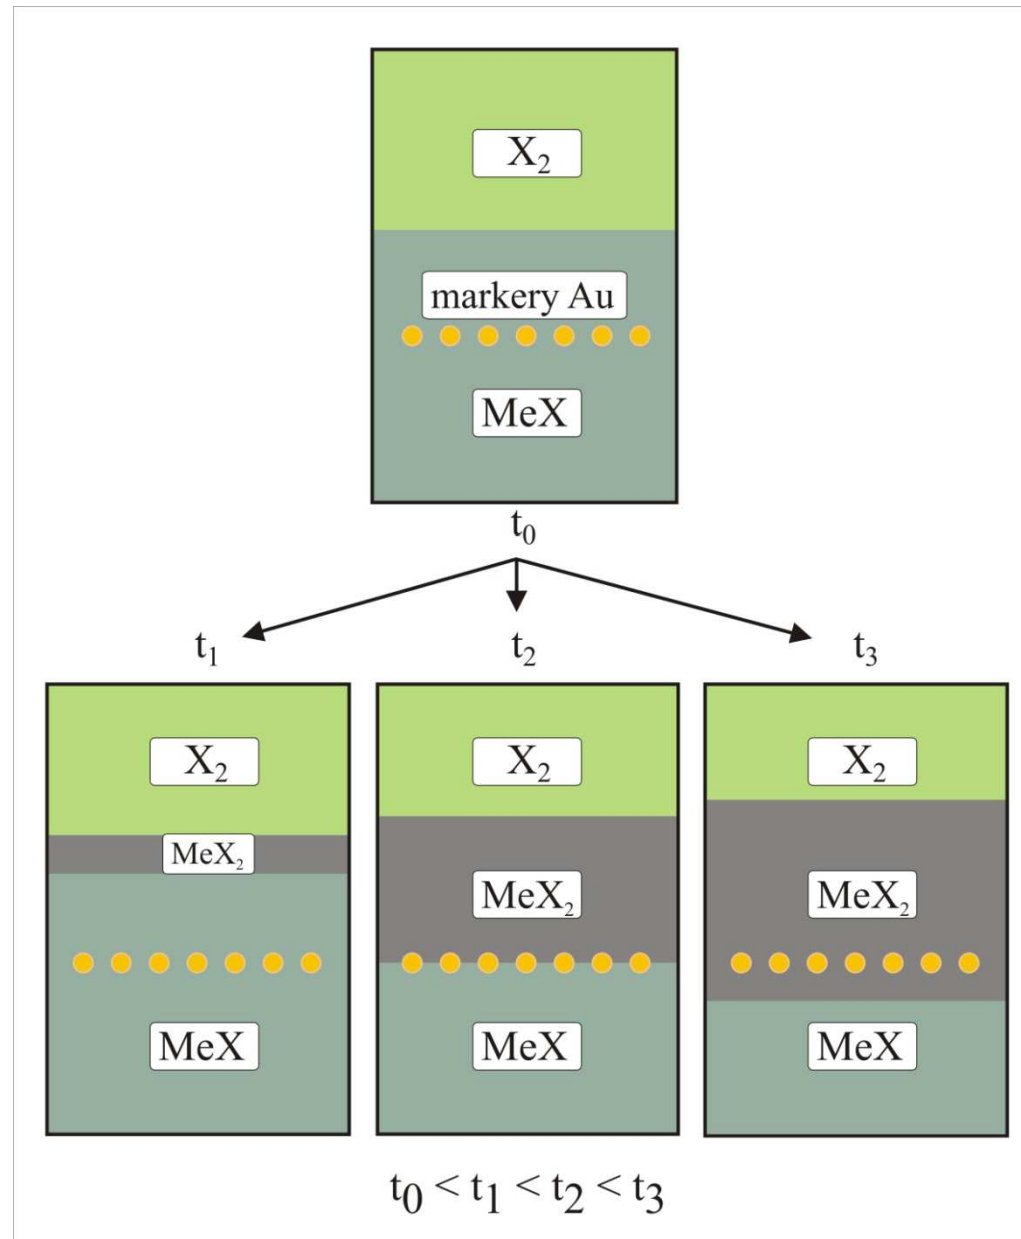 X₂
markery Au
MeX
t₀
t₁ t₂ t₃
X₂ X₂ X₂
MeX₂
MeX₂ MeX₂
MeX MeX MeX
t₀ < t₁ < t₂ < t₃